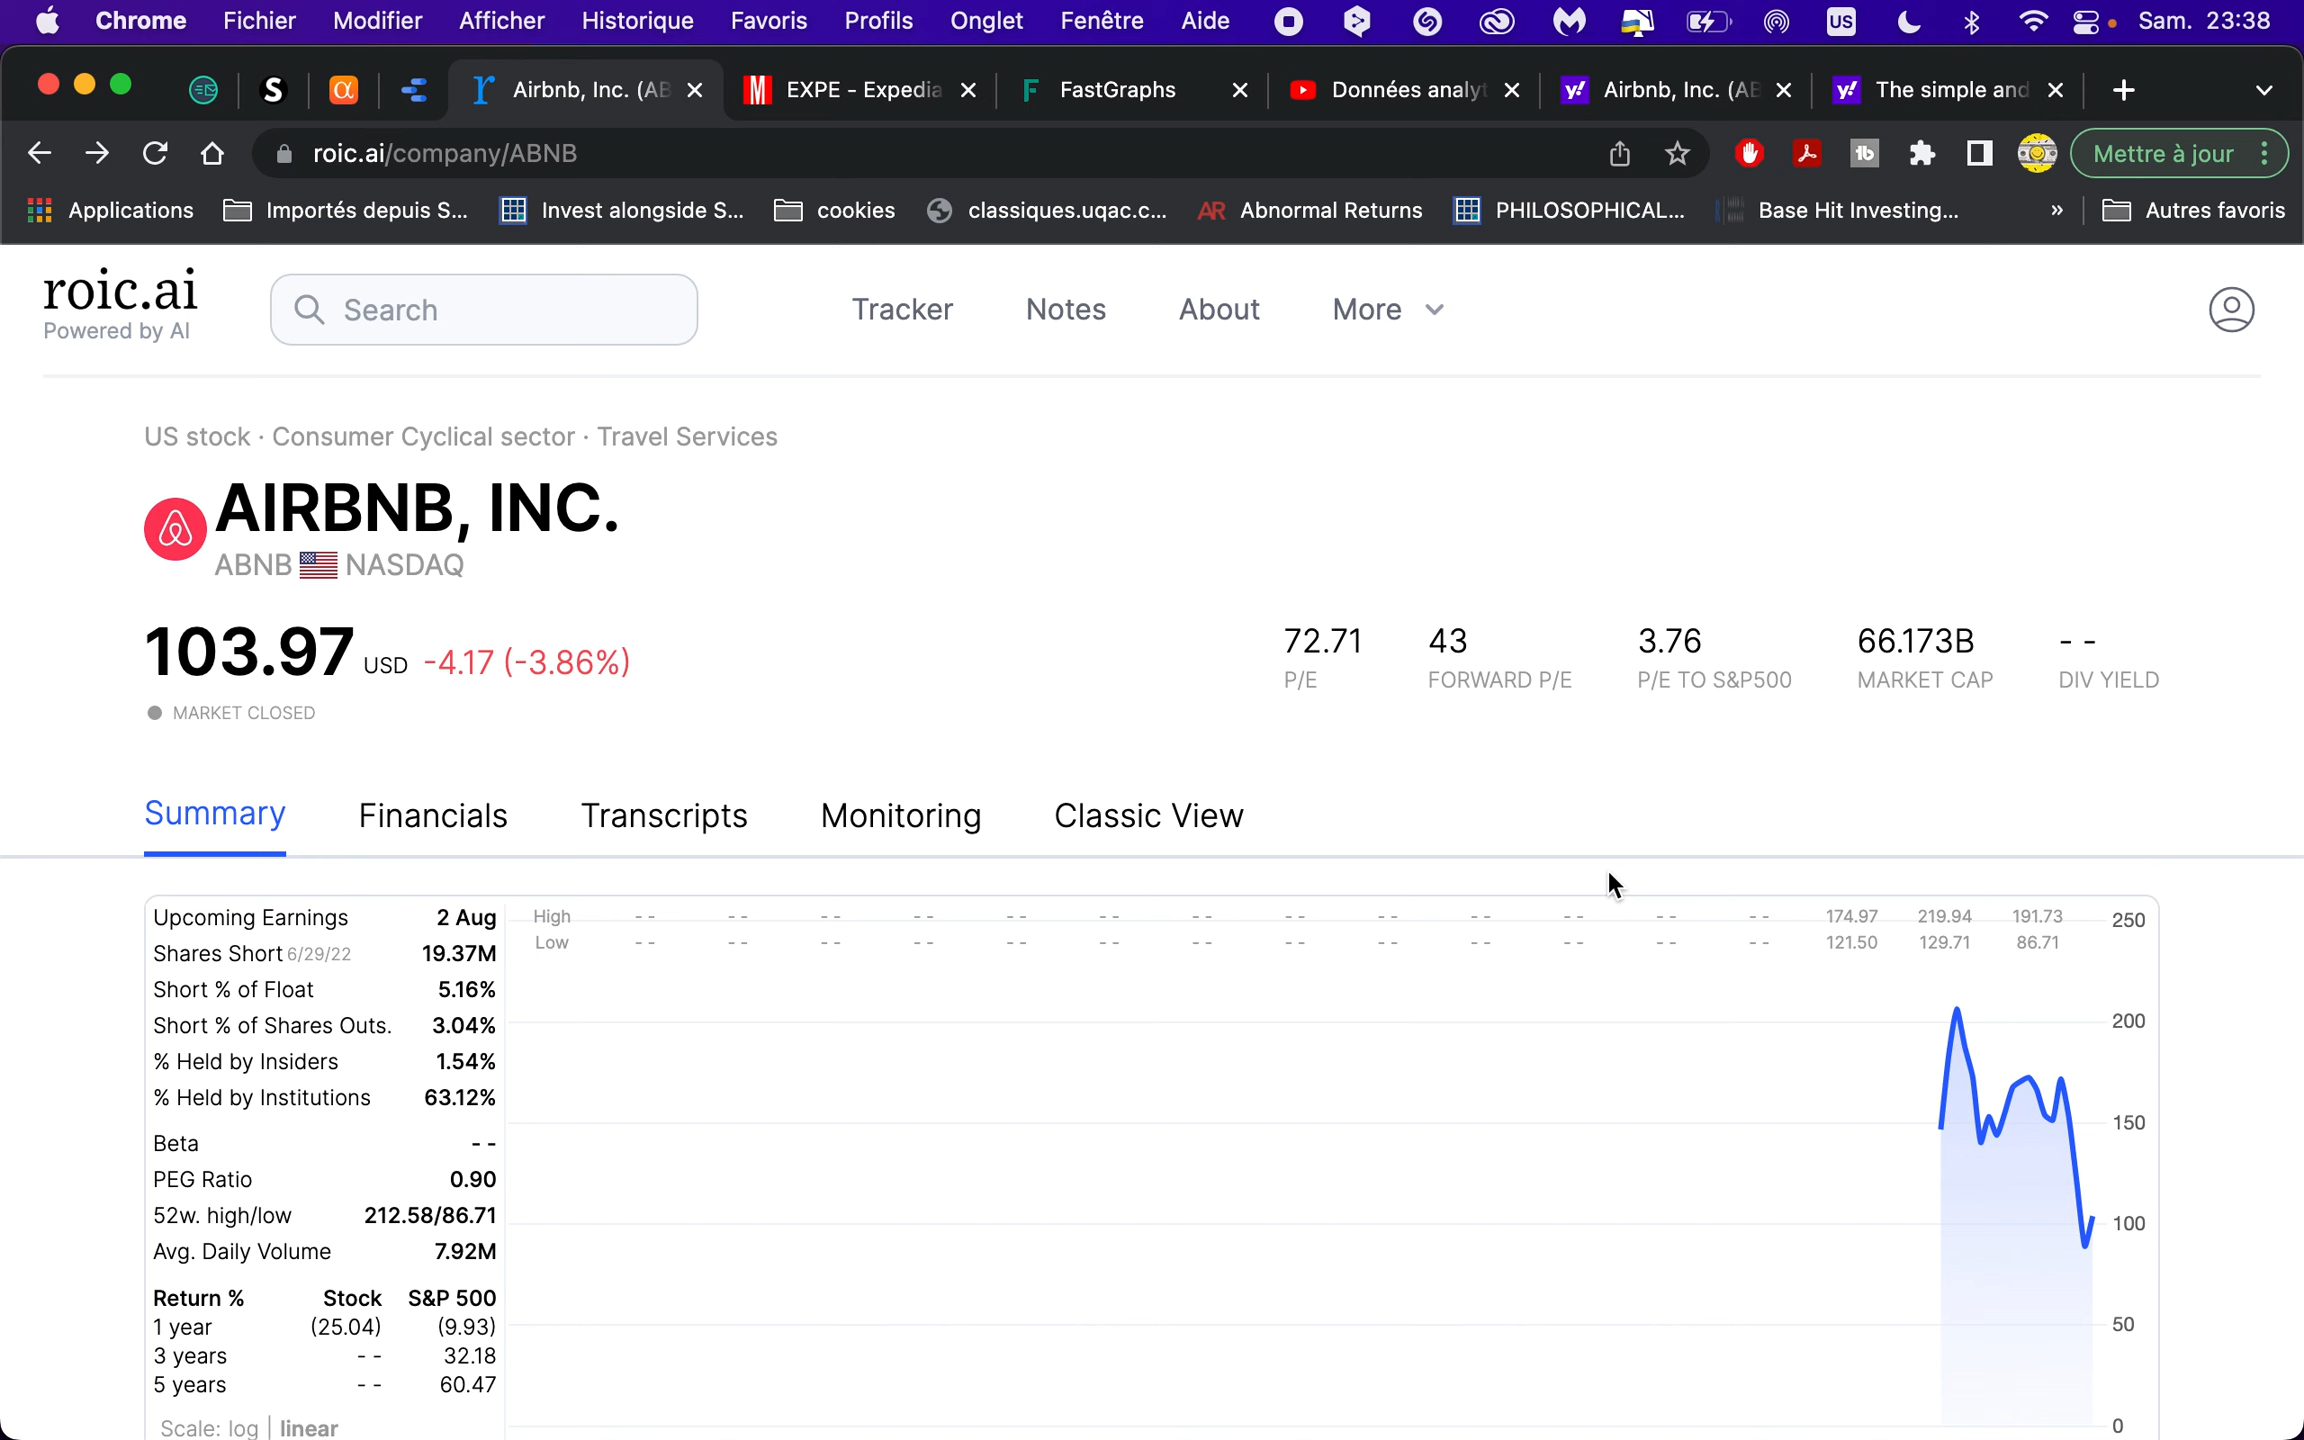 Chrome Fichier Modifier Afficher Historique Favoris Profils Onglet Fenêtre Aide US Sam. 23:38
S α Airbnb, Inc. (AB EXPE - Expedia F FastGraphs Données analyt y! Airbnb, Inc. (AB y! The simple and
roic.ai/company/ABNB tb Mettre à jour
Applications Importés depuis S... Invest alongside S... cookies classiques.uqac.c... AR Abnormal Returns PHILOSOPHICAL... Base Hit Investing... » Autres favoris
roic.ai
Powered by AI
Search
Tracker Notes About More
US stock · Consumer Cyclical sector · Travel Services
AIRBNB, INC.
ABNB NASDAQ
103.97 USD -4.17 (-3.86%)
MARKET CLOSED
72.71 43 3.76 66.173B - -
P/E FORWARD P/E P/E TO S&P500 MARKET CAP DIV YIELD
Summary Financials Transcripts Monitoring Classic View
Upcoming Earnings 2 Aug
Shares Short 6/29/22 19.37M
Short % of Float 5.16%
Short % of Shares Outs. 3.04%
% Held by Insiders 1.54%
% Held by Institutions 63.12%
Beta - -
PEG Ratio 0.90
52w. high/low 212.58/86.71
Avg. Daily Volume 7.92M
Return % Stock S&P 500
1 year (25.04) (9.93)
3 years - - 32.18
5 years - - 60.47
Scale: log | linear
High - - - - - - - - - - - - - - - - - - - - - - - - - - 174.97 219.94 191.73
Low - - - - - - - - - - - - - - - - - - - - - - - - - - 121.50 129.71 86.71
250
200
150
100
50
0